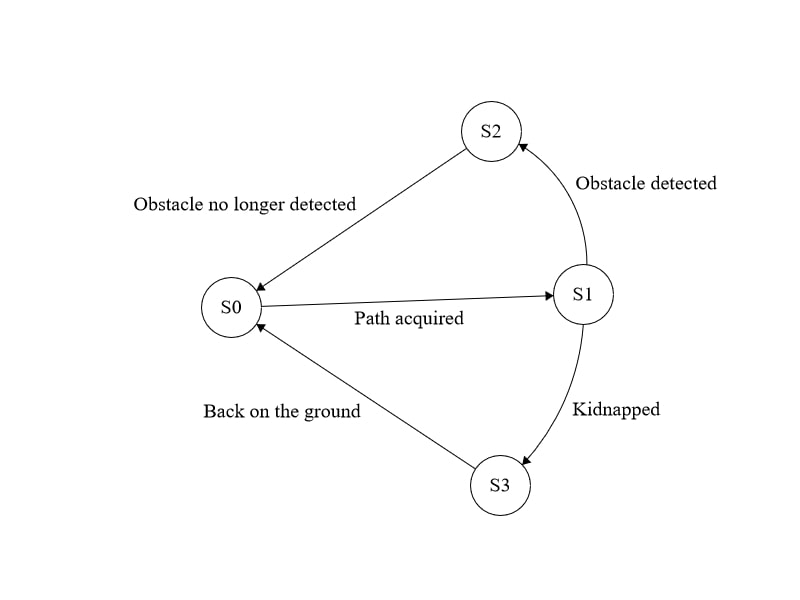 S2
Obstacle detected
Obstacle no longer detected
S1
S0
Path acquired
Back on the ground
Kidnapped
S3